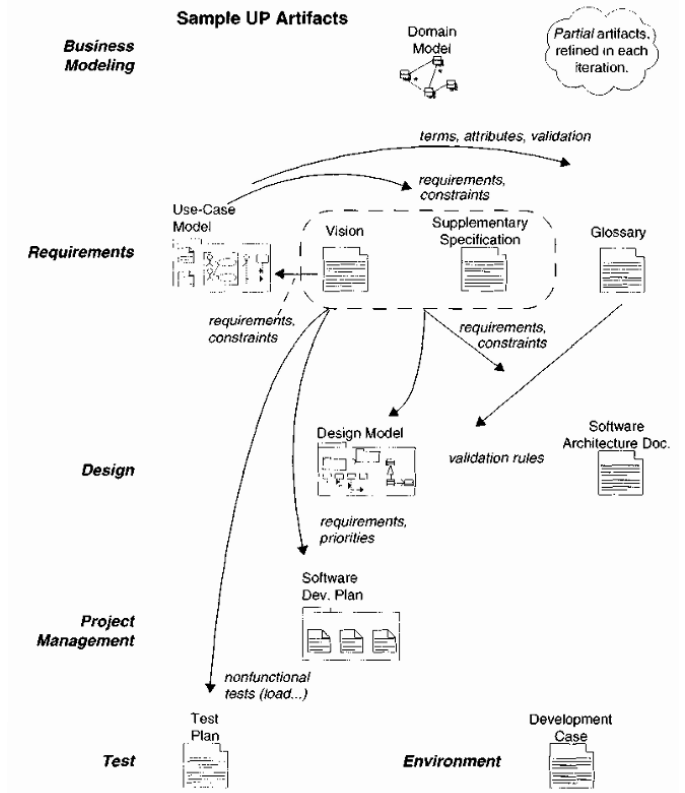 Sample UP Artifacts
Business
Modeling
Domain
Model
Partial artifacts,
refined in each
iteration.
terms, attributes, validation
requirements,
constraints
Use-Case
Model
Vision
Supplementary
Specification
Glossary
Requirements
requirements,
constraints
requirements,
constraints
Design Model
Software
Architecture Doc.
validation rules
Design
requirements,
priorities
Software
Dev. Plan
Project
Management
nonfunctional
tests (load...)
Test
Plan
Development
Case
Test
Environment